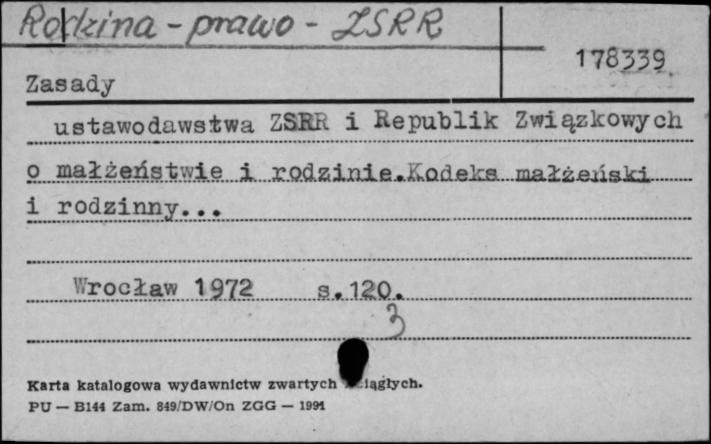 Rodzina - prawo - ZSRR
178339
Zasady
ustawodawstwa ZSRR i Republik Związkowych
o małżeństwie i rodzinie.Kodeks małżeński
i rodzinny...
Wrocław 1972 s.120.
3
Karta katalogowa wydawnictw zwartych ciągłych.
PU — B144 Zam. 849/DW/On ZGG — 1991